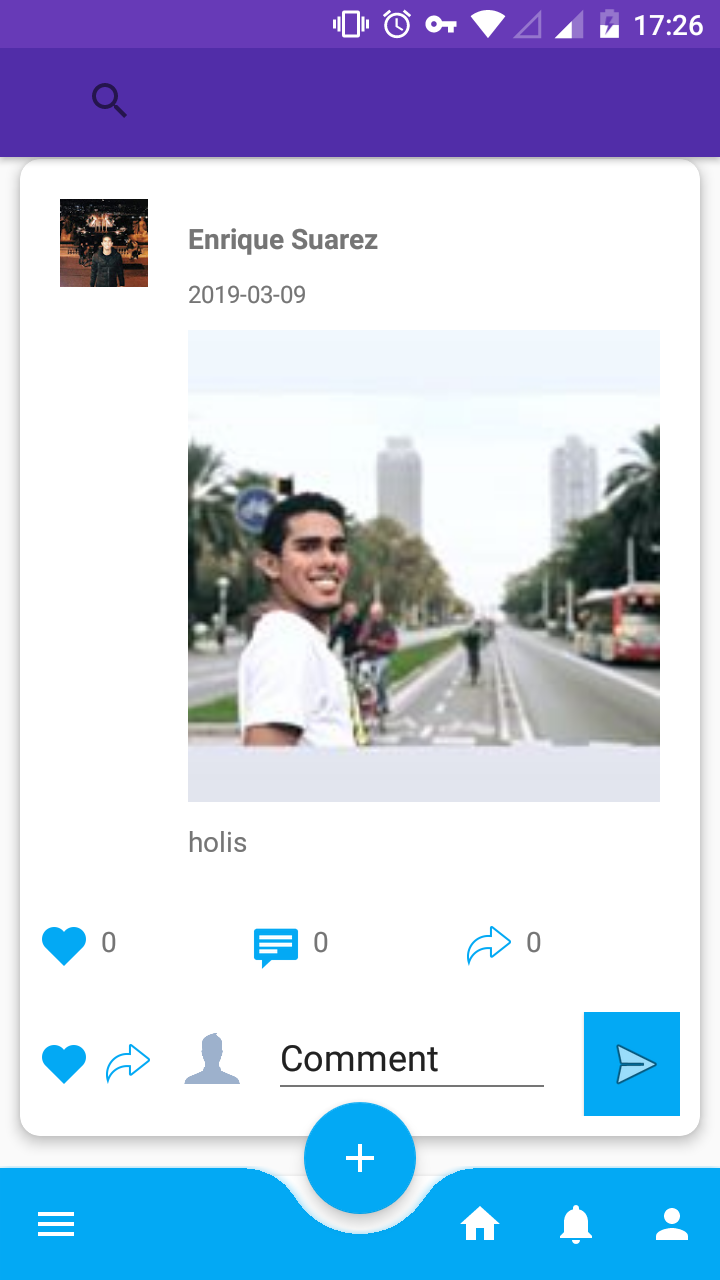 17:26
Enrique Suarez
2019-03-09
holis
0 0 0
Comment